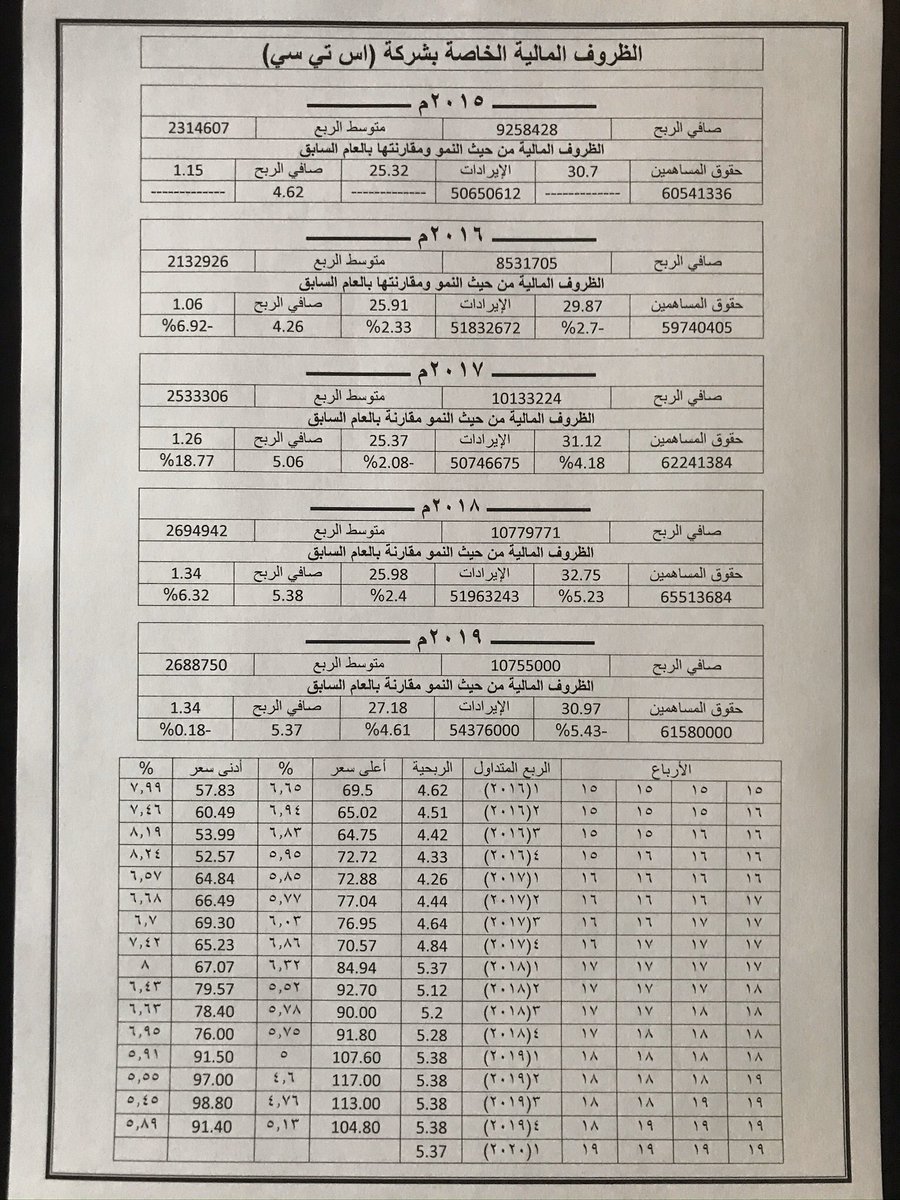 الظروف المالية الخاصة بشركة (اس تي سي)
٢٠١٥م
صافي الربح 9258428 متوسط الربع 2314607
الظروف المالية من حيث النمو ومقارنتها بالعام السابق
حقوق المساهمين 30.7 الإيرادات 25.32 صافي الربح 1.15
60541336 ------------- 50650612 ------------- 4.62 -------------
٢٠١٦م
صافي الربح 8531705 متوسط الربع 2132926
الظروف المالية من حيث النمو ومقارنتها بالعام السابق
حقوق المساهمين 29.87 الإيرادات 25.91 صافي الربح 1.06
59740405 %2.7- 51832672 %2.33 4.26 %6.92-
٢٠١٧م
صافي الربح 10133224 متوسط الربع 2533306
الظروف المالية من حيث النمو مقارنة بالعام السابق
حقوق المساهمين 31.12 الإيرادات 25.37 صافي الربح 1.26
62241384 %4.18 50746675 %2.08- 5.06 %18.77
٢٠١٨م
صافي الربح 10779771 متوسط الربع 2694942
الظروف المالية من حيث النمو مقارنة بالعام السابق
حقوق المساهمين 32.75 الإيرادات 25.98 صافي الربح 1.34
65513684 %5.23 51963243 %2.4 5.38 %6.32
٢٠١٩م
صافي الربح 10755000 متوسط الربع 2688750
الظروف المالية من حيث النمو مقارنة بالعام السابق
حقوق المساهمين 30.97 الإيرادات 27.18 صافي الربح 1.34
61580000 %5.43- 54376000 %4.61 5.37 %0.18-
الأرباع الربع المتداول الربحية أعلى سعر % أدنى سعر %
١٥ ١٥ ١٥ ١٥ ١(٢٠١٦) 4.62 69.5 ٦,٦٥ 57.83 ٧,٩٩
١٦ ١٥ ١٥ ١٥ ٢(٢٠١٦) 4.51 65.02 ٦,٩٤ 60.49 ٧,٤٦
١٦ ١٦ ١٥ ١٥ ٣(٢٠١٦) 4.42 64.75 ٦,٨٣ 53.99 ٨,١٩
١٦ ١٦ ١٦ ١٥ ٤(٢٠١٦) 4.33 72.72 ٥,٩٥ 52.57 ٨,٢٤
١٦ ١٦ ١٦ ١٦ ١(٢٠١٧) 4.26 72.88 ٥,٨٥ 64.84 ٦,٥٧
١٧ ١٦ ١٦ ١٦ ٢(٢٠١٧) 4.44 77.04 ٥,٧٧ 66.49 ٦,٦٨
١٧ ١٧ ١٦ ١٦ ٣(٢٠١٧) 4.64 76.95 ٦,٠٣ 69.30 ٦,٧
١٧ ١٧ ١٧ ١٦ ٤(٢٠١٧) 4.84 70.57 ٦,٨٦ 65.23 ٧,٤٢
١٧ ١٧ ١٧ ١٧ ١(٢٠١٨) 5.37 84.94 ٦,٣٢ 67.07 ٨
١٨ ١٧ ١٧ ١٧ ٢(٢٠١٨) 5.12 92.70 ٥,٥٢ 79.57 ٦,٤٣
١٨ ١٨ ١٧ ١٧ ٣(٢٠١٨) 5.2 90.00 ٥,٧٨ 78.40 ٦,٦٣
١٨ ١٨ ١٨ ١٧ ٤(٢٠١٨) 5.28 91.80 ٥,٧٥ 76.00 ٦,٩٥
١٨ ١٨ ١٨ ١٨ ١(٢٠١٩) 5.38 107.60 ٥ 91.50 ٥,٩١
١٩ ١٨ ١٨ ١٨ ٢(٢٠١٩) 5.38 117.00 ٤,٦ 97.00 ٥,٥٥
١٩ ١٩ ١٨ ١٨ ٣(٢٠١٩) 5.38 113.00 ٤,٧٦ 98.80 ٥,٤٥
١٩ ١٩ ١٩ ١٨ ٤(٢٠١٩) 5.38 104.80 ٥,١٣ 91.40 ٥,٨٩
١٩ ١٩ ١٩ ١٩ ١(٢٠٢٠) 5.37